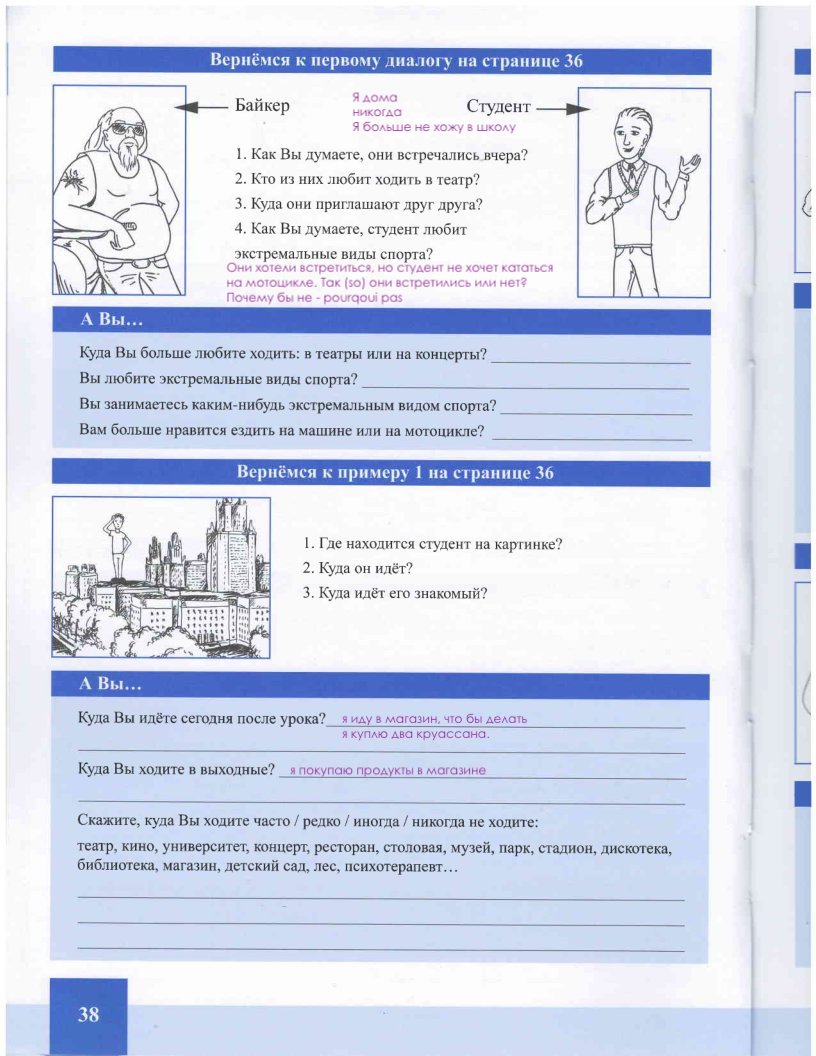 Вернёмся к первому диалогу на странице 36
Байкер
Я дома
никогда
Я больше не хожу в школу
Студент
1. Как Вы думаете, они встречались вчера?
2. Кто из них любит ходить в театр?
3. Куда они приглашают друг друга?
4. Как Вы думаете, студент любит
экстремальные виды спорта?
Они хотели встретиться, но студент не хочет кататься
на мотоцикле. Так (so) они встретились или нет?
Почему бы не - pourqoui pas
А Вы...
Куда Вы больше любите ходить: в театры или на концерты?
Вы любите экстремальные виды спорта?
Вы занимаетесь каким-нибудь экстремальным видом спорта?
Вам больше нравится ездить на машине или на мотоцикле?
Вернёмся к примеру 1 на странице 36
1. Где находится студент на картинке?
2. Куда он идёт?
3. Куда идёт его знакомый?
А Вы...
Куда Вы идёте сегодня после урока? я иду в магазин, что бы делать
я куплю два круассана.
Куда Вы ходите в выходные? я покупаю продукты в магазине
Скажите, куда Вы ходите часто / редко / иногда / никогда не ходите:
театр, кино, университет, концерт, ресторан, столовая, музей, парк, стадион, дискотека,
библиотека, магазин, детский сад, лес, психотерапевт...
38